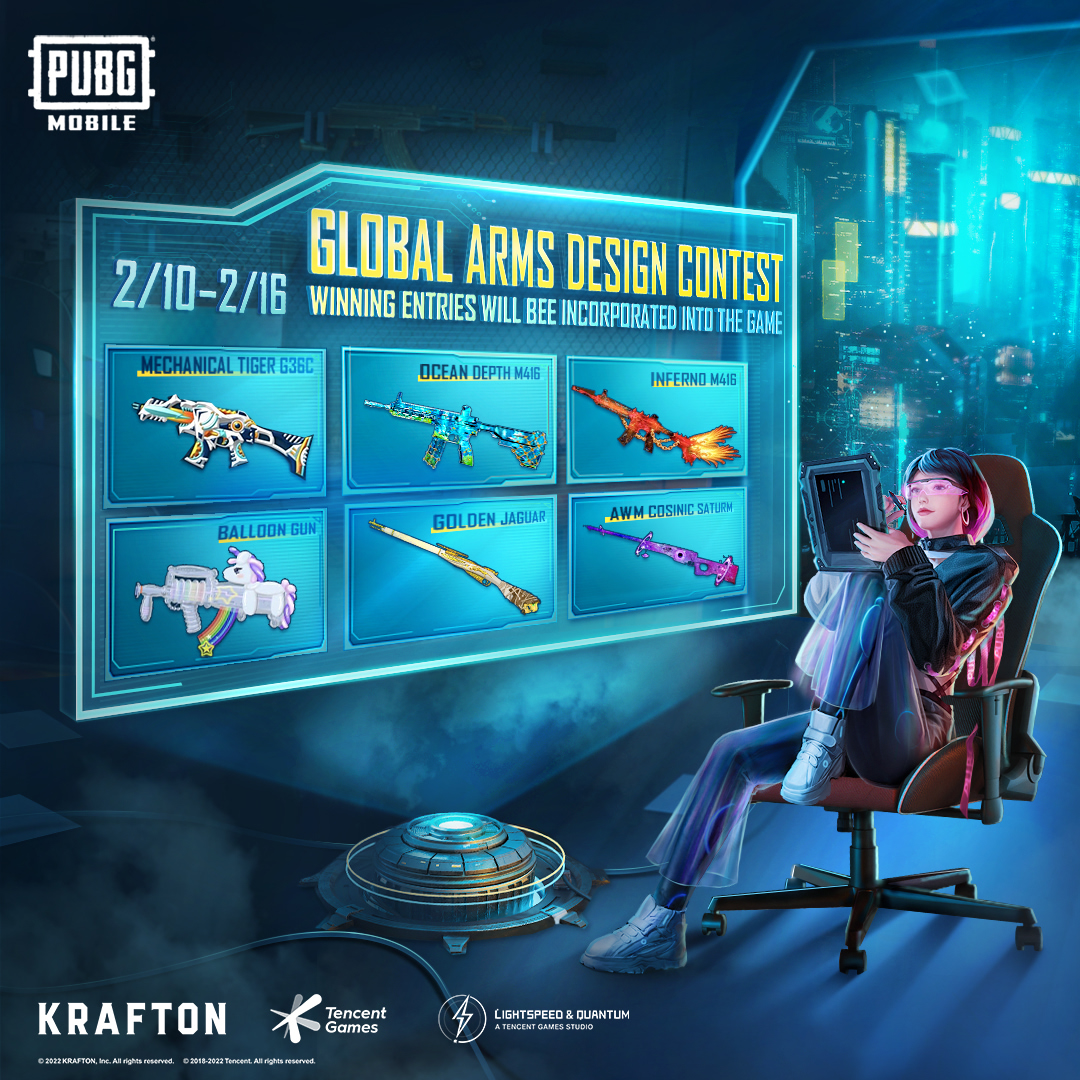 PUBG
MOBILE
GLOBAL ARMS DESIGN CONTEST
2/10-2/16
WINNING ENTRIES WILL BEE INCORPORATED INTO THE GAME
MECHANICAL TIGER G36C
OCEAN DEPTH M416
INFERNO M416
BALLOON GUN
GOLDEN JAGUAR
AWM COSINIC SATURM
KRAFTON
Tencent
Games
LIGHTSPEED & QUANTUM
A TENCENT GAMES STUDIO
© 2022 KRAFTON, Inc. All rights reserved. © 2018-2022 Tencent. All rights reserved.